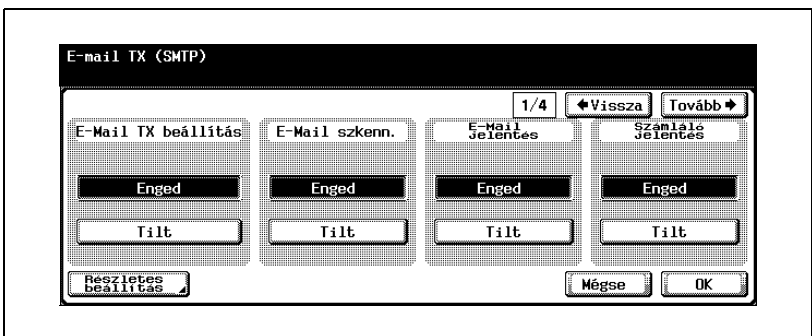 E-mail TX (SMTP)
1/4 Vissza Tovább
E-Mail TX beállítás E-Mail szkenn. E-Mail jelentés Számláló jelentés
Enged Enged Enged Enged
Tilt Tilt Tilt Tilt
Részletes beállítás Mégse OK